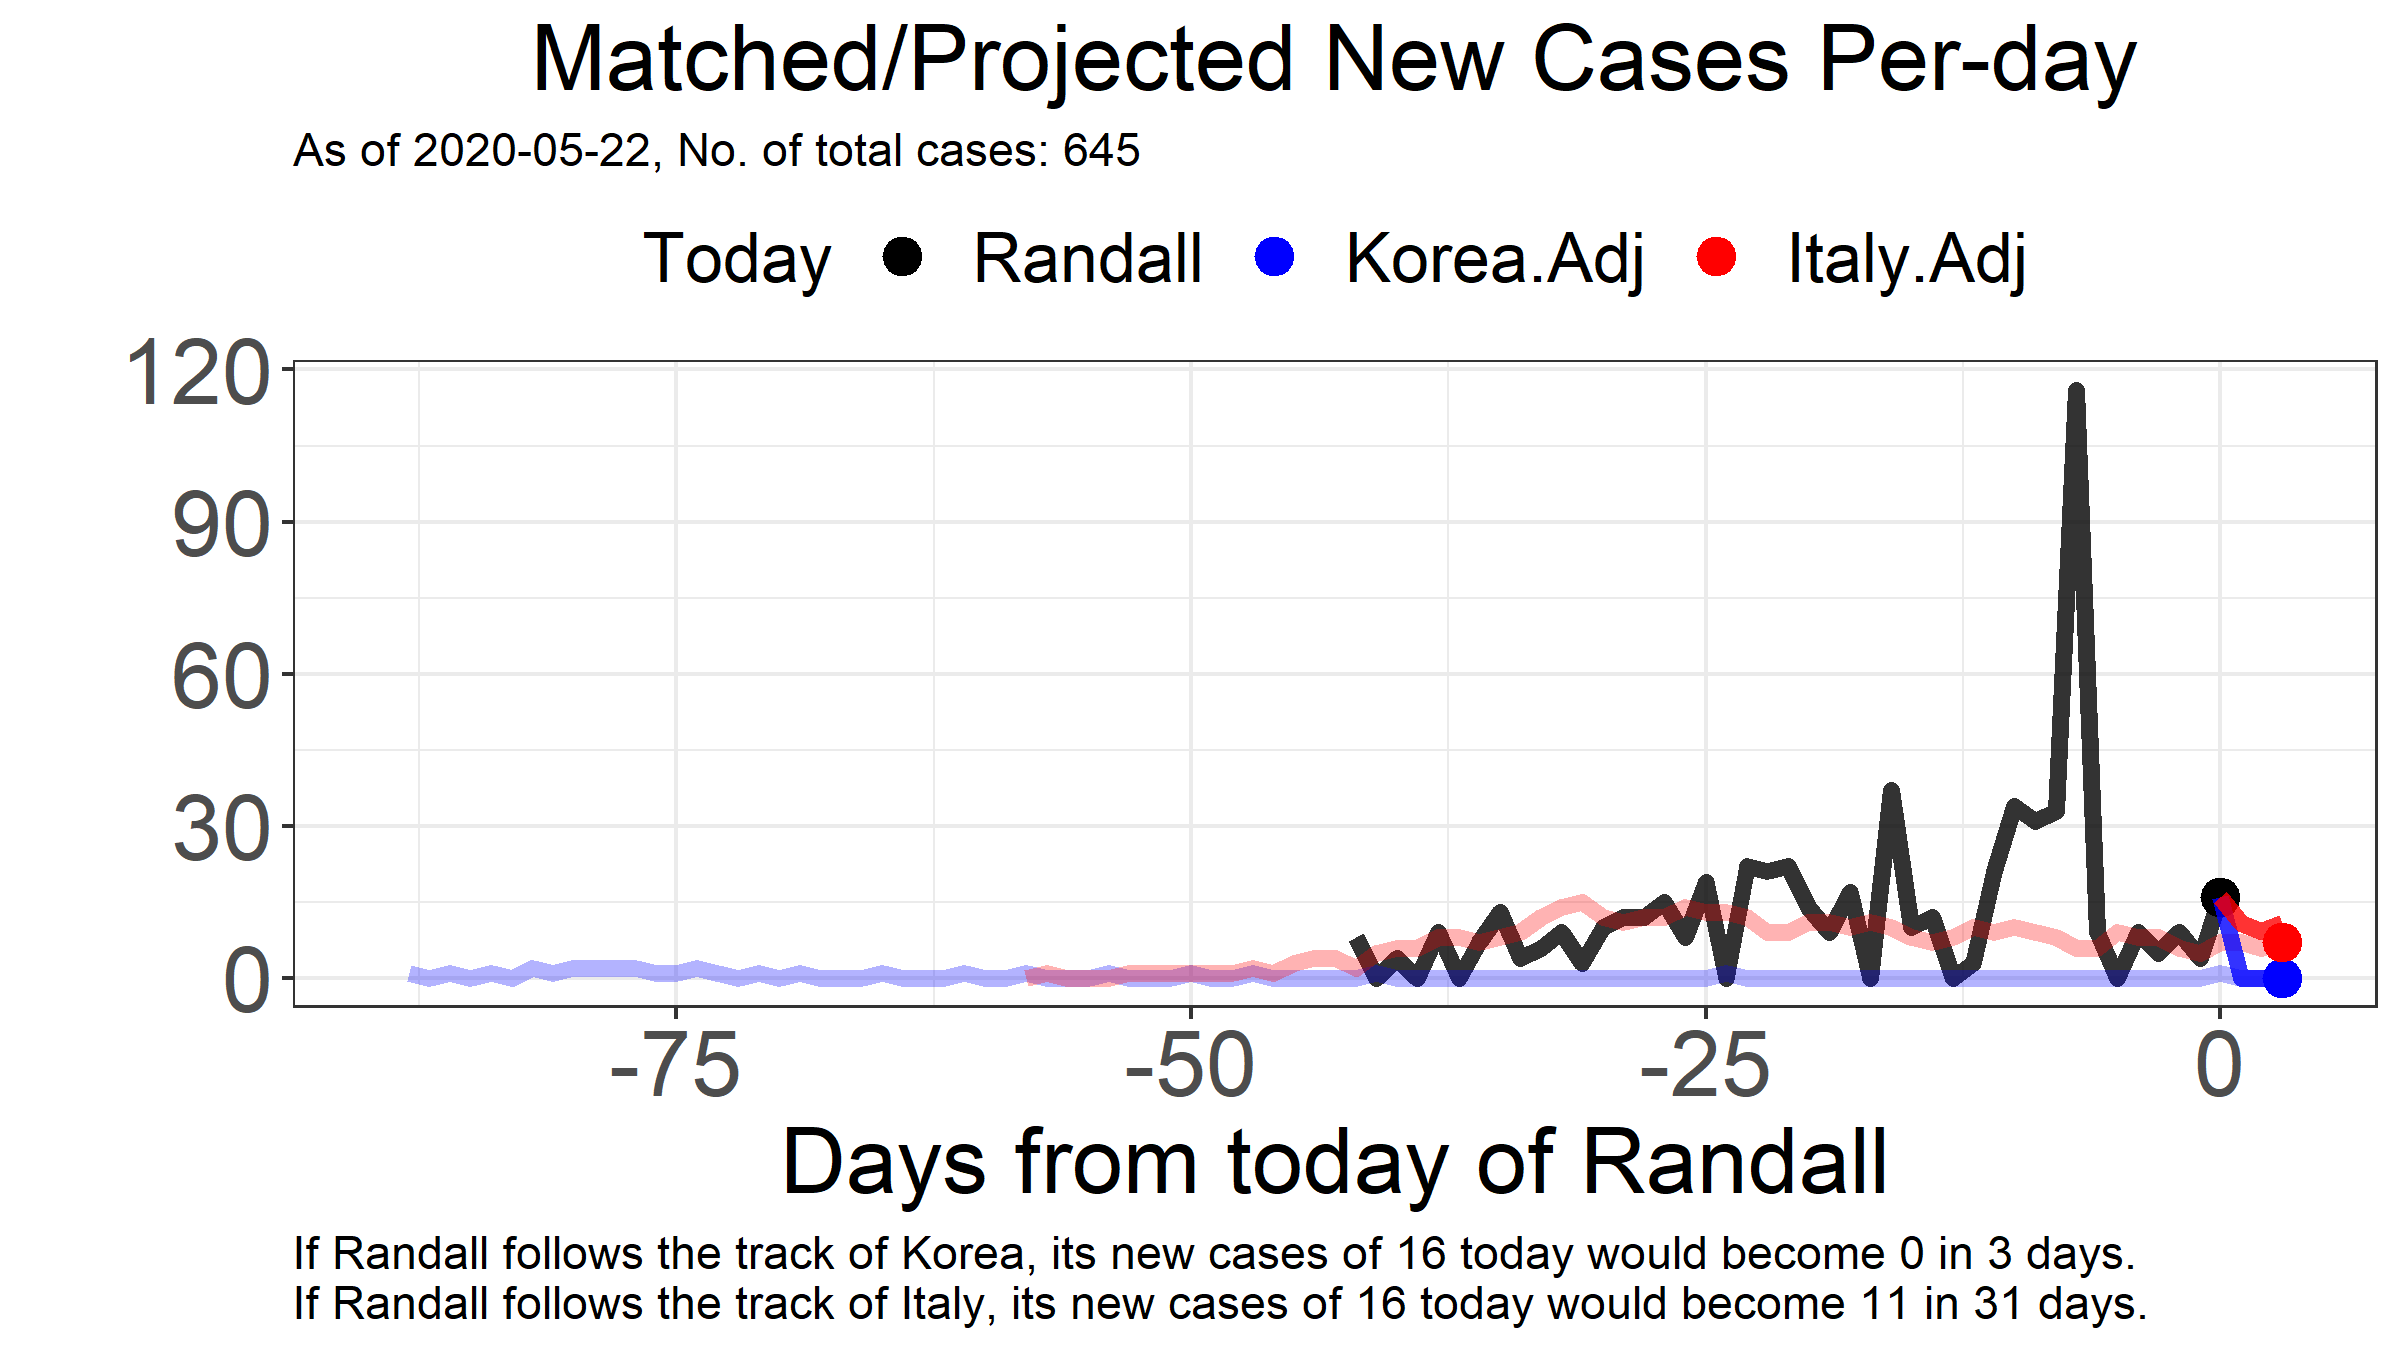 Matched/Projected New Cases Per-day
As of 2020-05-22, No. of total cases: 645
Today Randall Korea.Adj Italy.Adj
120
90
60
30
0
-75 -50 -25 0
Days from today of Randall
If Randall follows the track of Korea, its new cases of 16 today would become 0 in 3 days.
If Randall follows the track of Italy, its new cases of 16 today would become 11 in 31 days.